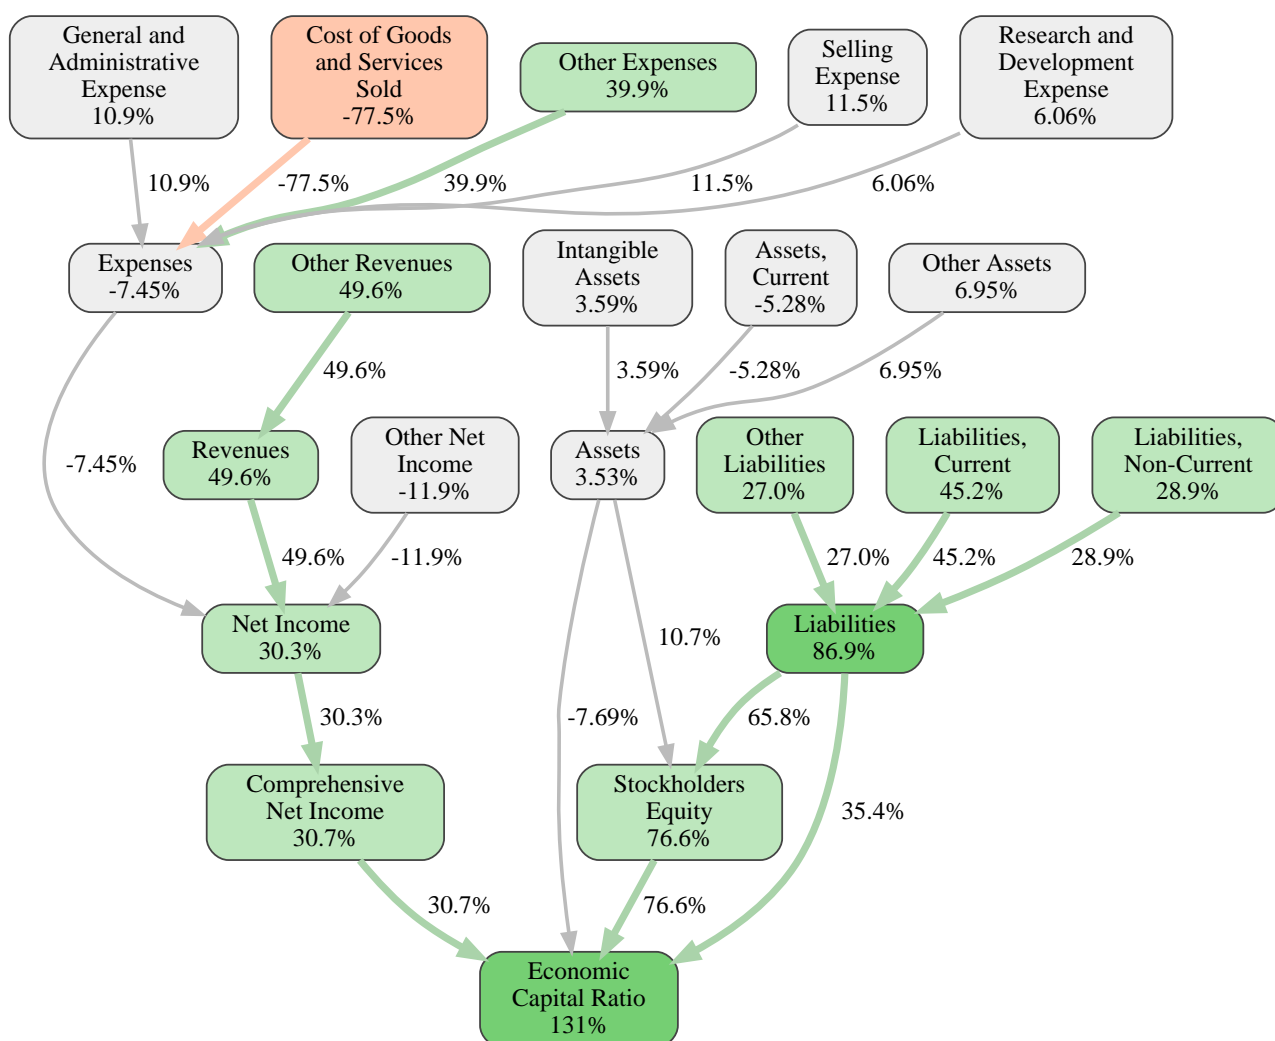 General and
Administrative
Expense
10.9%
Cost of Goods
and Services
Sold
-77.5%
Other Expenses
39.9%
Selling
Expense
11.5%
Research and
Development
Expense
6.06%
10.9%
-77.5%
39.9%
11.5%
6.06%
Expenses
-7.45%
Other Revenues
49.6%
Intangible
Assets
3.59%
Assets,
Current
-5.28%
Other Assets
6.95%
49.6%
3.59%
-5.28%
6.95%
-7.45%
Revenues
49.6%
Other Net
Income
-11.9%
Assets
3.53%
Other
Liabilities
27.0%
Liabilities,
Current
45.2%
Liabilities,
Non-Current
28.9%
49.6%
-11.9%
27.0%
45.2%
28.9%
Net Income
30.3%
10.7%
Liabilities
86.9%
30.3%
-7.69%
65.8%
Comprehensive
Net Income
30.7%
Stockholders
Equity
76.6%
35.4%
30.7%
76.6%
Economic
Capital Ratio
131%